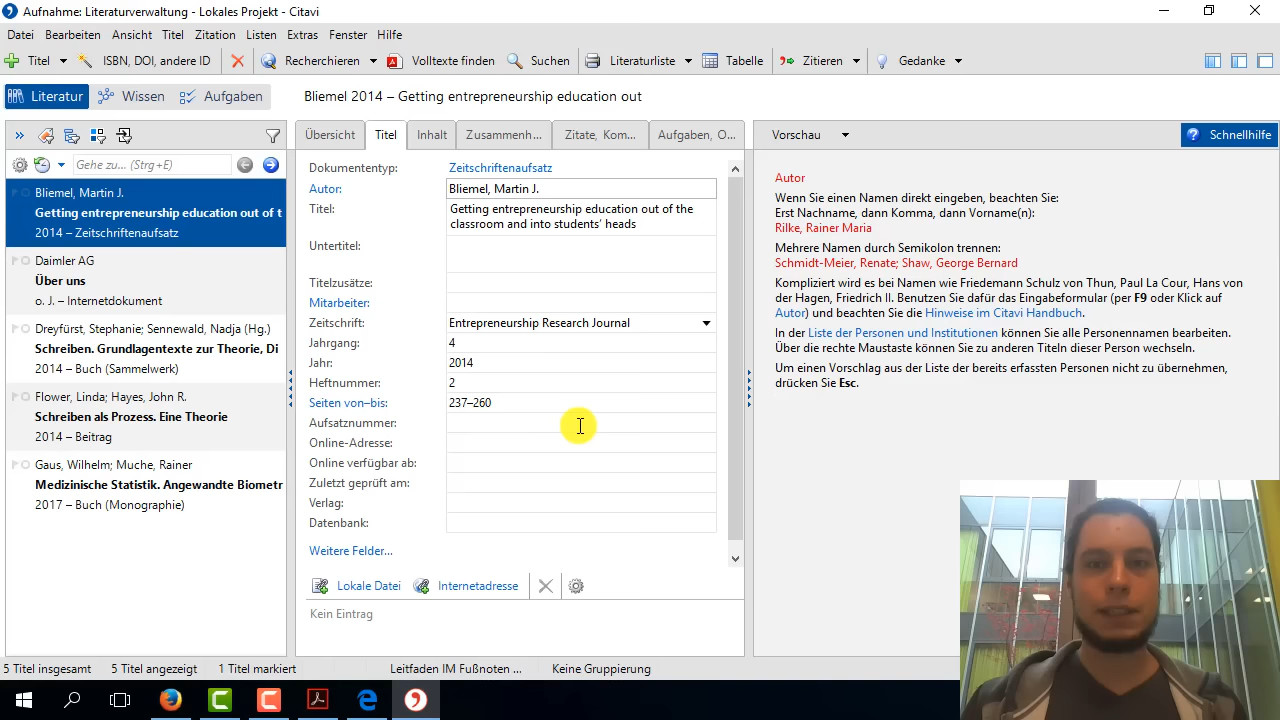 Aufnahme: Literaturverwaltung - Lokales Projekt - Citavi
Datei Bearbeiten Ansicht Titel Zitation Listen Extras Fenster Hilfe
Titel ISBN, DOI, andere ID Recherchieren Volltexte finden Suchen Literaturliste Tabelle Zitieren Gedanke
Literatur Wissen Aufgaben Bliemel 2014 – Getting entrepreneurship education out
Gehe zu... (Strg+E)
Bliemel, Martin J.
Getting entrepreneurship education out of t
2014 – Zeitschriftenaufsatz
Daimler AG
Über uns
o. J. – Internetdokument
Dreyfürst, Stephanie; Sennewald, Nadja (Hg.)
Schreiben. Grundlagentexte zur Theorie, Di
2014 – Buch (Sammelwerk)
Flower, Linda; Hayes, John R.
Schreiben als Prozess. Eine Theorie
2014 – Beitrag
Gaus, Wilhelm; Muche, Rainer
Medizinische Statistik. Angewandte Biometr
2017 – Buch (Monographie)
Übersicht Titel Inhalt Zusammenh... Zitate, Kom... Aufgaben, O...
Dokumententyp: Zeitschriftenaufsatz
Autor: Bliemel, Martin J.
Titel: Getting entrepreneurship education out of the
classroom and into students’ heads
Untertitel:
Titelzusätze:
Mitarbeiter:
Zeitschrift: Entrepreneurship Research Journal
Jahrgang: 4
Jahr: 2014
Heftnummer: 2
Seiten von–bis: 237–260
Aufsatznummer:
Online-Adresse:
Online verfügbar ab:
Zuletzt geprüft am:
Verlag:
Datenbank:
Weitere Felder...
Lokale Datei Internetadresse
Kein Eintrag
Vorschau Schnellhilfe
Autor
Wenn Sie einen Namen direkt eingeben, beachten Sie:
Erst Nachname, dann Komma, dann Vorname(n):
Rilke, Rainer Maria
Mehrere Namen durch Semikolon trennen:
Schmidt-Meier, Renate; Shaw, George Bernard
Kompliziert wird es bei Namen wie Friedemann Schulz von Thun, Paul La Cour, Hans von
der Hagen, Friedrich II. Benutzen Sie dafür das Eingabeformular (per F9 oder Klick auf
Autor) und beachten Sie die Hinweise im Citavi Handbuch.
In der Liste der Personen und Institutionen können Sie alle Personennamen bearbeiten.
Über die rechte Maustaste können Sie zu anderen Titeln dieser Person wechseln.
Um einen Vorschlag aus der Liste der bereits erfassten Personen nicht zu übernehmen,
drücken Sie Esc.
5 Titel insgesamt 5 Titel angezeigt 1 Titel markiert Leitfaden IM Fußnoten ... Keine Gruppierung